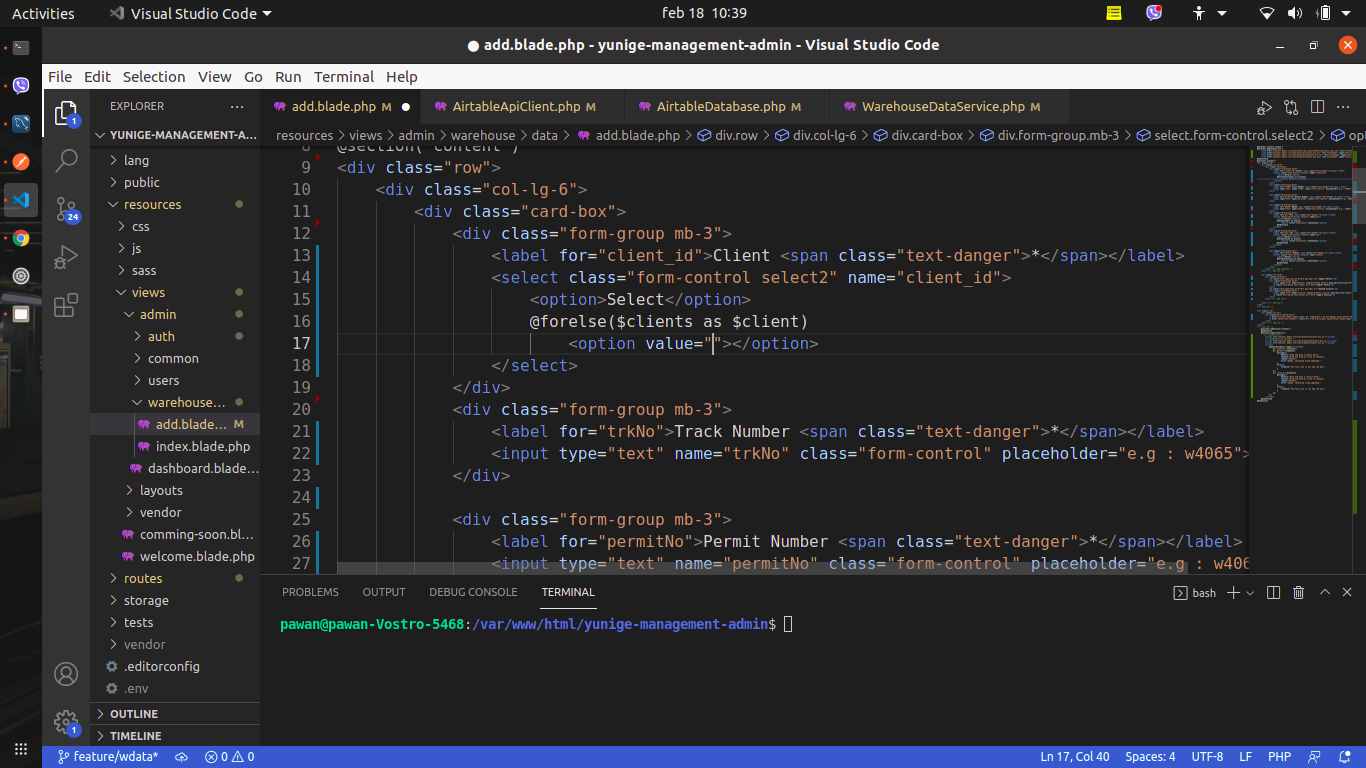 Activities Visual Studio Code feb 18 10:39
● add.blade.php - yunige-management-admin - Visual Studio Code
File Edit Selection View Go Run Terminal Help
EXPLORER ... add.blade.php M ● AirtableApiClient.php M AirtableDatabase.php M WarehouseDataService.php M
YUNIGE-MANAGEMENT-A...
resources > views > admin > warehouse > data > add.blade.php > div.row > div.col-lg-6 > div.card-box > div.form-group.mb-3 > select.form-control.select2 >
lang
public
resources
css
js
sass
views
admin
auth
common
users
warehouse...
add.blade... M
index.blade.php
dashboard.blade...
layouts
vendor
comming-soon.bl...
welcome.blade.php
routes
storage
tests
vendor
.editorconfig
.env
OUTLINE
TIMELINE
9 <div class="row">
10 <div class="col-lg-6">
11 <div class="card-box">
12 <div class="form-group mb-3">
13 <label for="client_id">Client <span class="text-danger">*</span></label>
14 <select class="form-control select2" name="client_id">
15 <option>Select</option>
16 @forelse($clients as $client)
17 <option value=""></option>
18 </select>
19 </div>
20 <div class="form-group mb-3">
21 <label for="trkNo">Track Number <span class="text-danger">*</span></label>
22 <input type="text" name="trkNo" class="form-control" placeholder="e.g : w4065">
23 </div>
24
25 <div class="form-group mb-3">
26 <label for="permitNo">Permit Number <span class="text-danger">*</span></label>
27 <input type="text" name="permitNo" class="form-control" placeholder="e.g : w406
PROBLEMS OUTPUT DEBUG CONSOLE TERMINAL bash
pawan@pawan-Vostro-5468:/var/www/html/yunige-management-admin$
1
24
1
feature/wdata* 0 0 Ln 17, Col 40 Spaces: 4 UTF-8 LF PHP